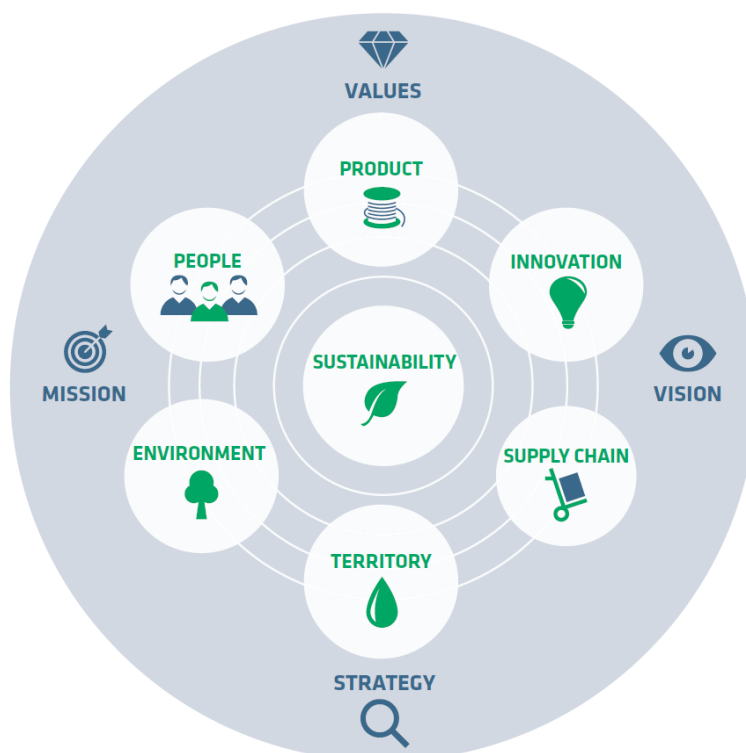 VALUES
PRODUCT
PEOPLE
INNOVATION
SUSTAINABILITY
MISSION
VISION
ENVIRONMENT
SUPPLY CHAIN
TERRITORY
STRATEGY